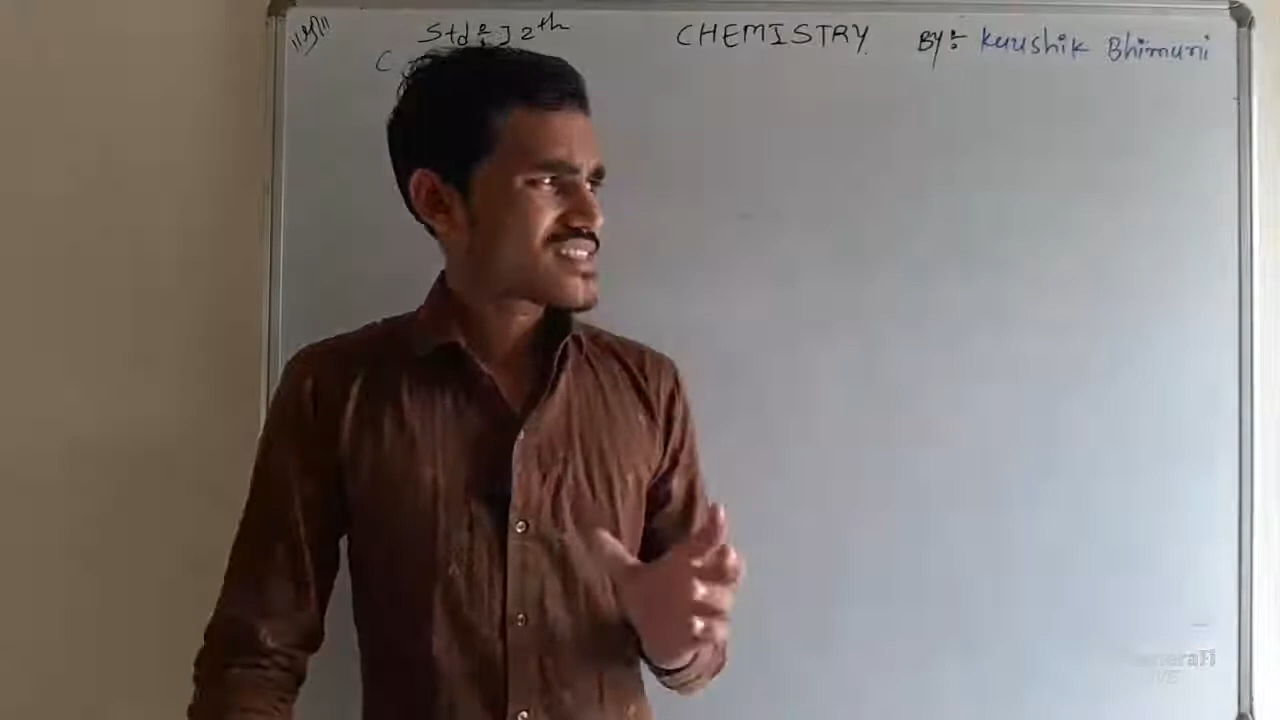 ॥શ્રી॥ Std : 12th CHEMISTRY By : Kaushik Bhimani
C